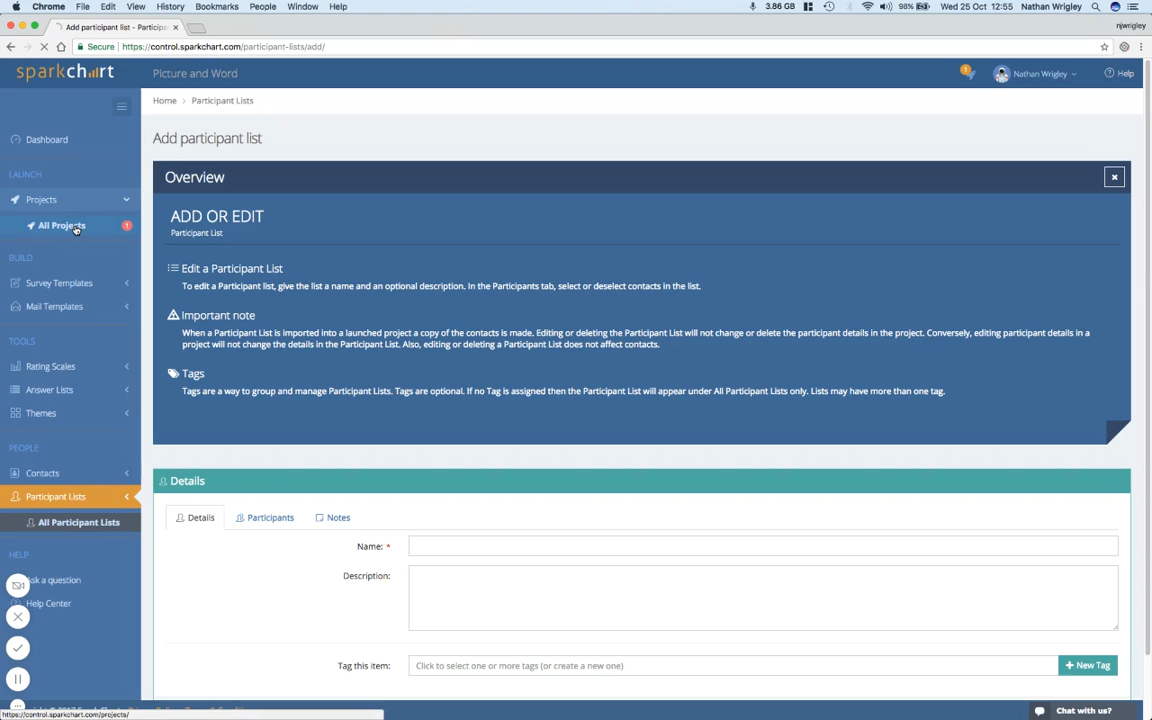 Chrome File Edit View History Bookmarks People Window Help 3.86 GB 98% Wed 25 Oct 12:55 Nathan Wrigley
Add participant list - Particip
njwrigley
Secure https://control.sparkchart.com/participant-lists/add/
sparkchart Picture and Word 1 Nathan Wrigley Help
Home > Participant Lists
Dashboard
Add participant list
LAUNCH
Projects
All Projects 1
BUILD
Survey Templates
Mail Templates
TOOLS
Rating Scales
Answer Lists
Themes
PEOPLE
Contacts
Participant Lists
All Participant Lists
HELP
Ask a question
Help Center
Overview
ADD OR EDIT
Participant List
Edit a Participant List
To edit a Participant list, give the list a name and an optional description. In the Participants tab, select or deselect contacts in the list.
Important note
When a Participant List is imported into a launched project a copy of the contacts is made. Editing or deleting the Participant List will not change or delete the participant details in the project. Conversely, editing participant details in a
project will not change the details in the Participant List. Also, editing or deleting a Participant List does not affect contacts.
Tags
Tags are a way to group and manage Participant Lists. Tags are optional. If no Tag is assigned then the Participant List will appear under All Participant Lists only. Lists may have more than one tag.
Details
Details Participants Notes
Name: *
Description:
Tag this item: Click to select one or more tags (or create a new one) + New Tag
Chat with us?
https://control.sparkchart.com/projects/